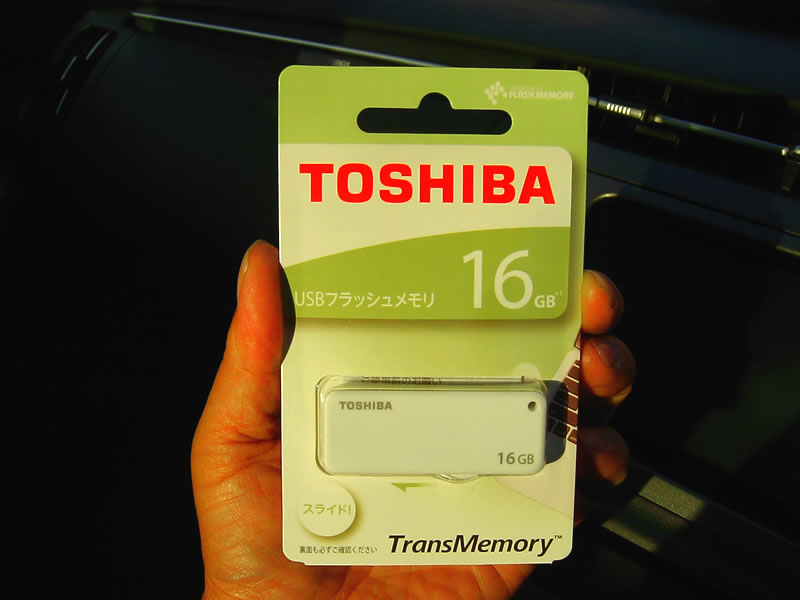 FLASH MEMORY
TOSHIBA
USBフラッシュメモリ
16GB
TOSHIBA
16GB
スライド!
裏面も必ずご確認ください
TransMemory™